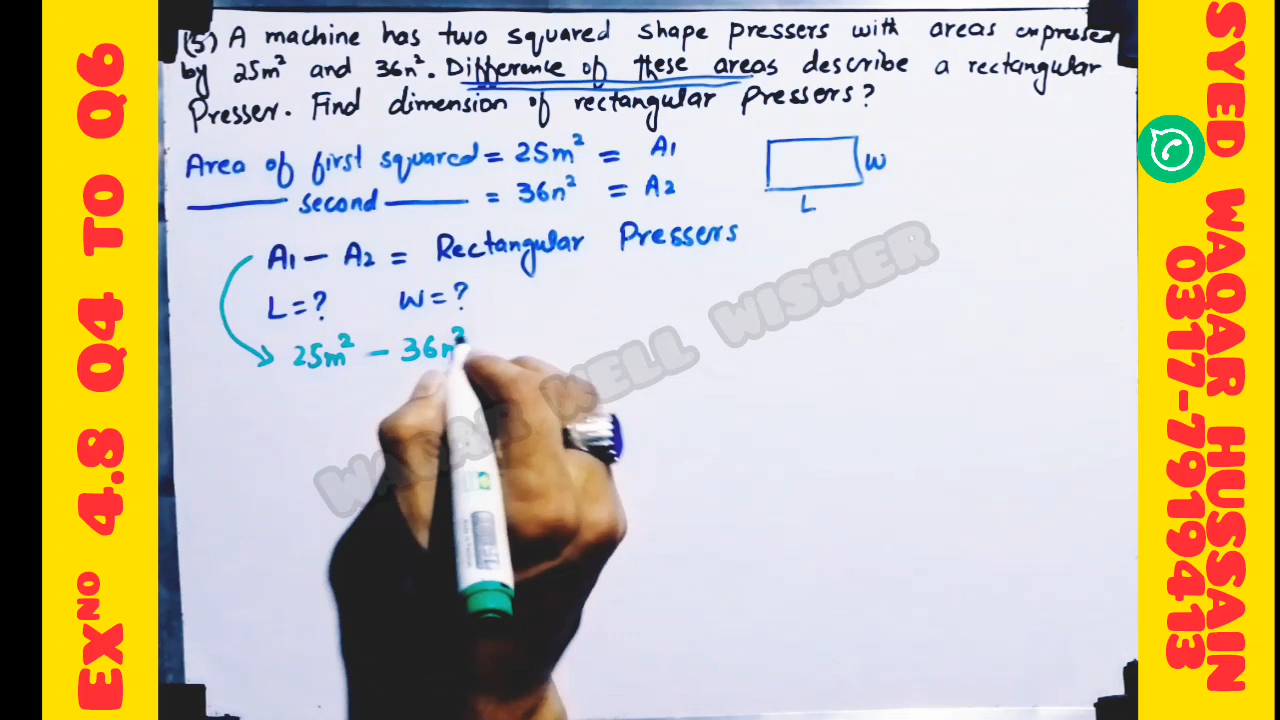 EXᴺᴼ 4.8 Q4 TO Q6
(5) A machine has two squared shape pressers with areas expressed
by 25m² and 36n². Difference of these areas describe a rectangular
Presser. Find dimension of rectangular Pressers?
Area of first squared = 25m² = A1
second = 36n² = A2
W
L
A1 - A2 = Rectangular Pressers
L = ? W = ?
25m² - 36n²
WAQAR WELL WISHER
SYED WAQAR HUSSAIN
0317-7919413